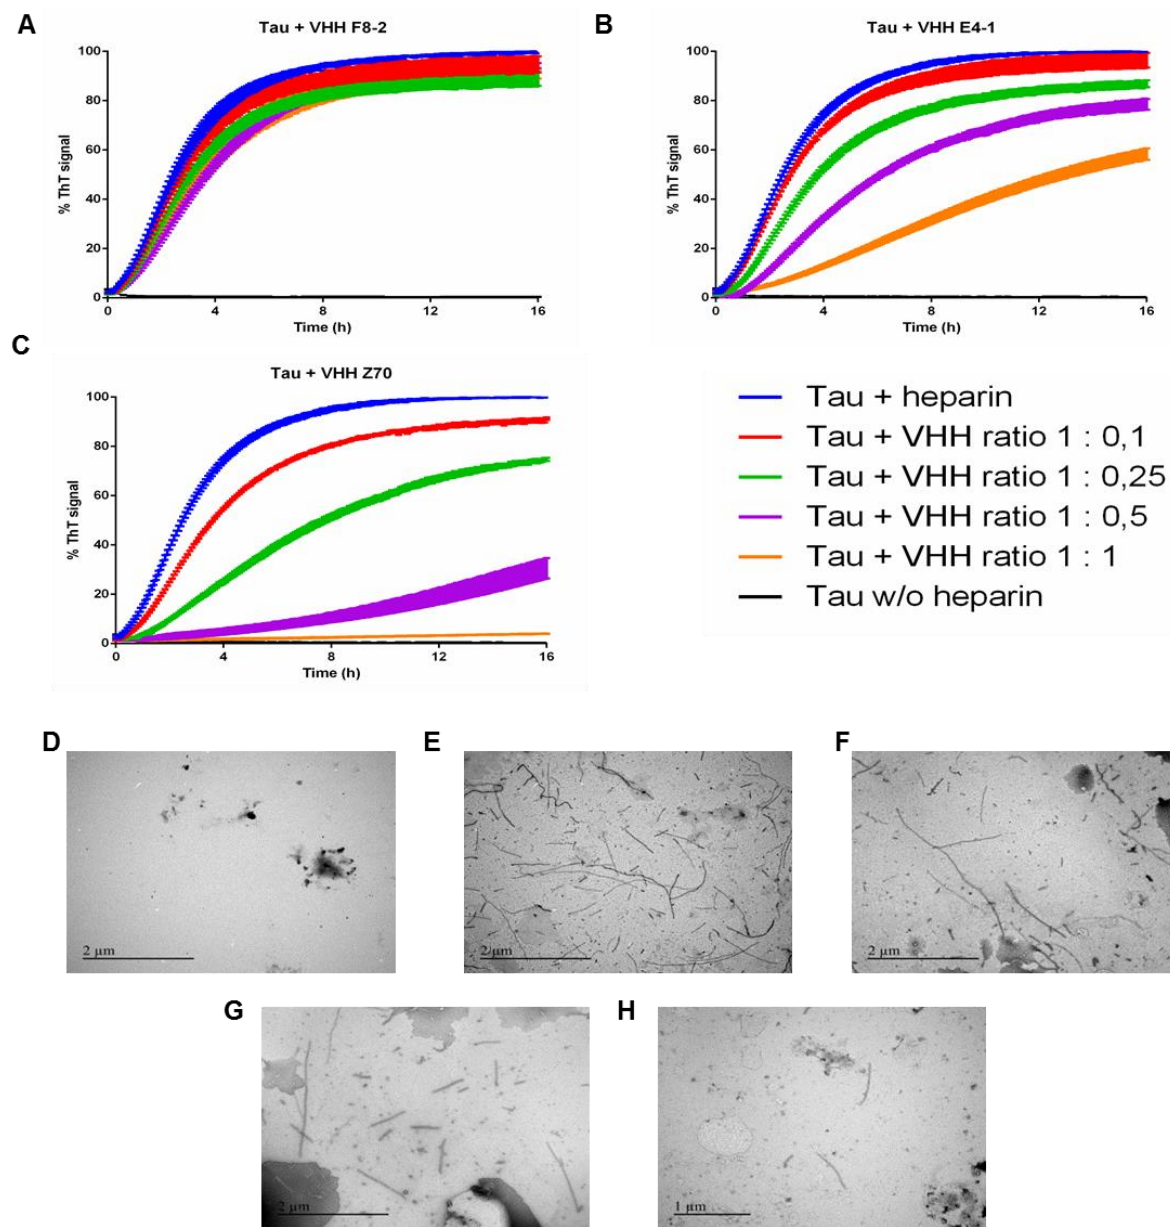 A
Tau + VHH F8-2
100
80
60
40
20
0
% ThT signal
0 4 8 12 16
Time (h)
B
Tau + VHH E4-1
100
80
60
40
20
0
% ThT signal
0 4 8 12 16
Time (h)
C
Tau + VHH Z70
100
80
60
40
20
0
% ThT signal
0 4 8 12 16
Time (h)
Tau + heparin
Tau + VHH ratio 1 : 0,1
Tau + VHH ratio 1 : 0,25
Tau + VHH ratio 1 : 0,5
Tau + VHH ratio 1 : 1
Tau w/o heparin
D
2 µm
E
2 µm
F
2 µm
G
2 µm
H
1 µm